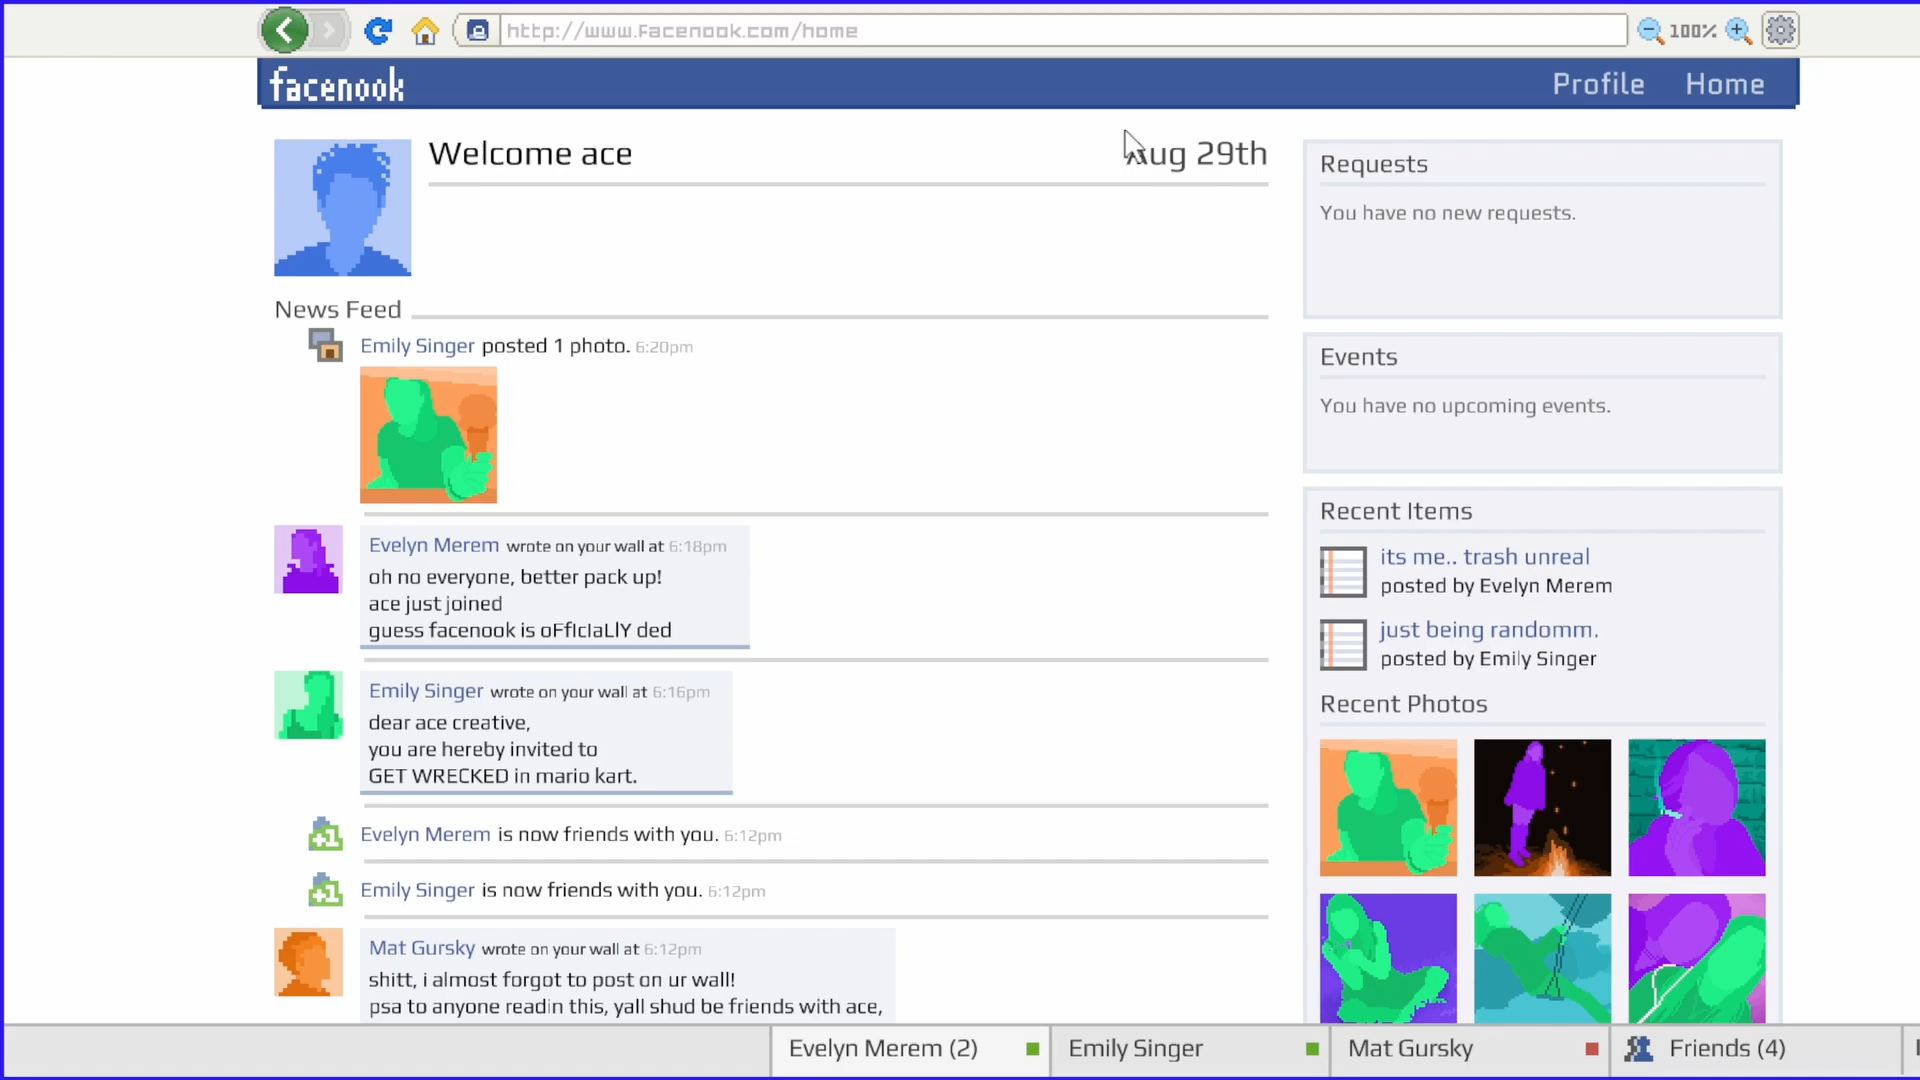 http://www.facenook.com/home
100%
facenook
Profile
Home
Welcome ace
Aug 29th
News Feed
Emily Singer posted 1 photo. 6:20pm
Evelyn Merem wrote on your wall at 6:18pm
oh no everyone, better pack up!
ace just joined
guess facenook is oFfIcIaLlY ded
Emily Singer wrote on your wall at 6:16pm
dear ace creative,
you are hereby invited to
GET WRECKED in mario kart.
+1
Evelyn Merem is now friends with you. 6:12pm
+1
Emily Singer is now friends with you. 6:12pm
Mat Gursky wrote on your wall at 6:12pm
shitt, i almost forgot to post on ur wall!
psa to anyone readin this, yall shud be friends with ace,
Requests
You have no new requests.
Events
You have no upcoming events.
Recent Items
its me.. trash unreal
posted by Evelyn Merem
just being randomm.
posted by Emily Singer
Recent Photos
Evelyn Merem (2)
Emily Singer
Mat Gursky
Friends (4)